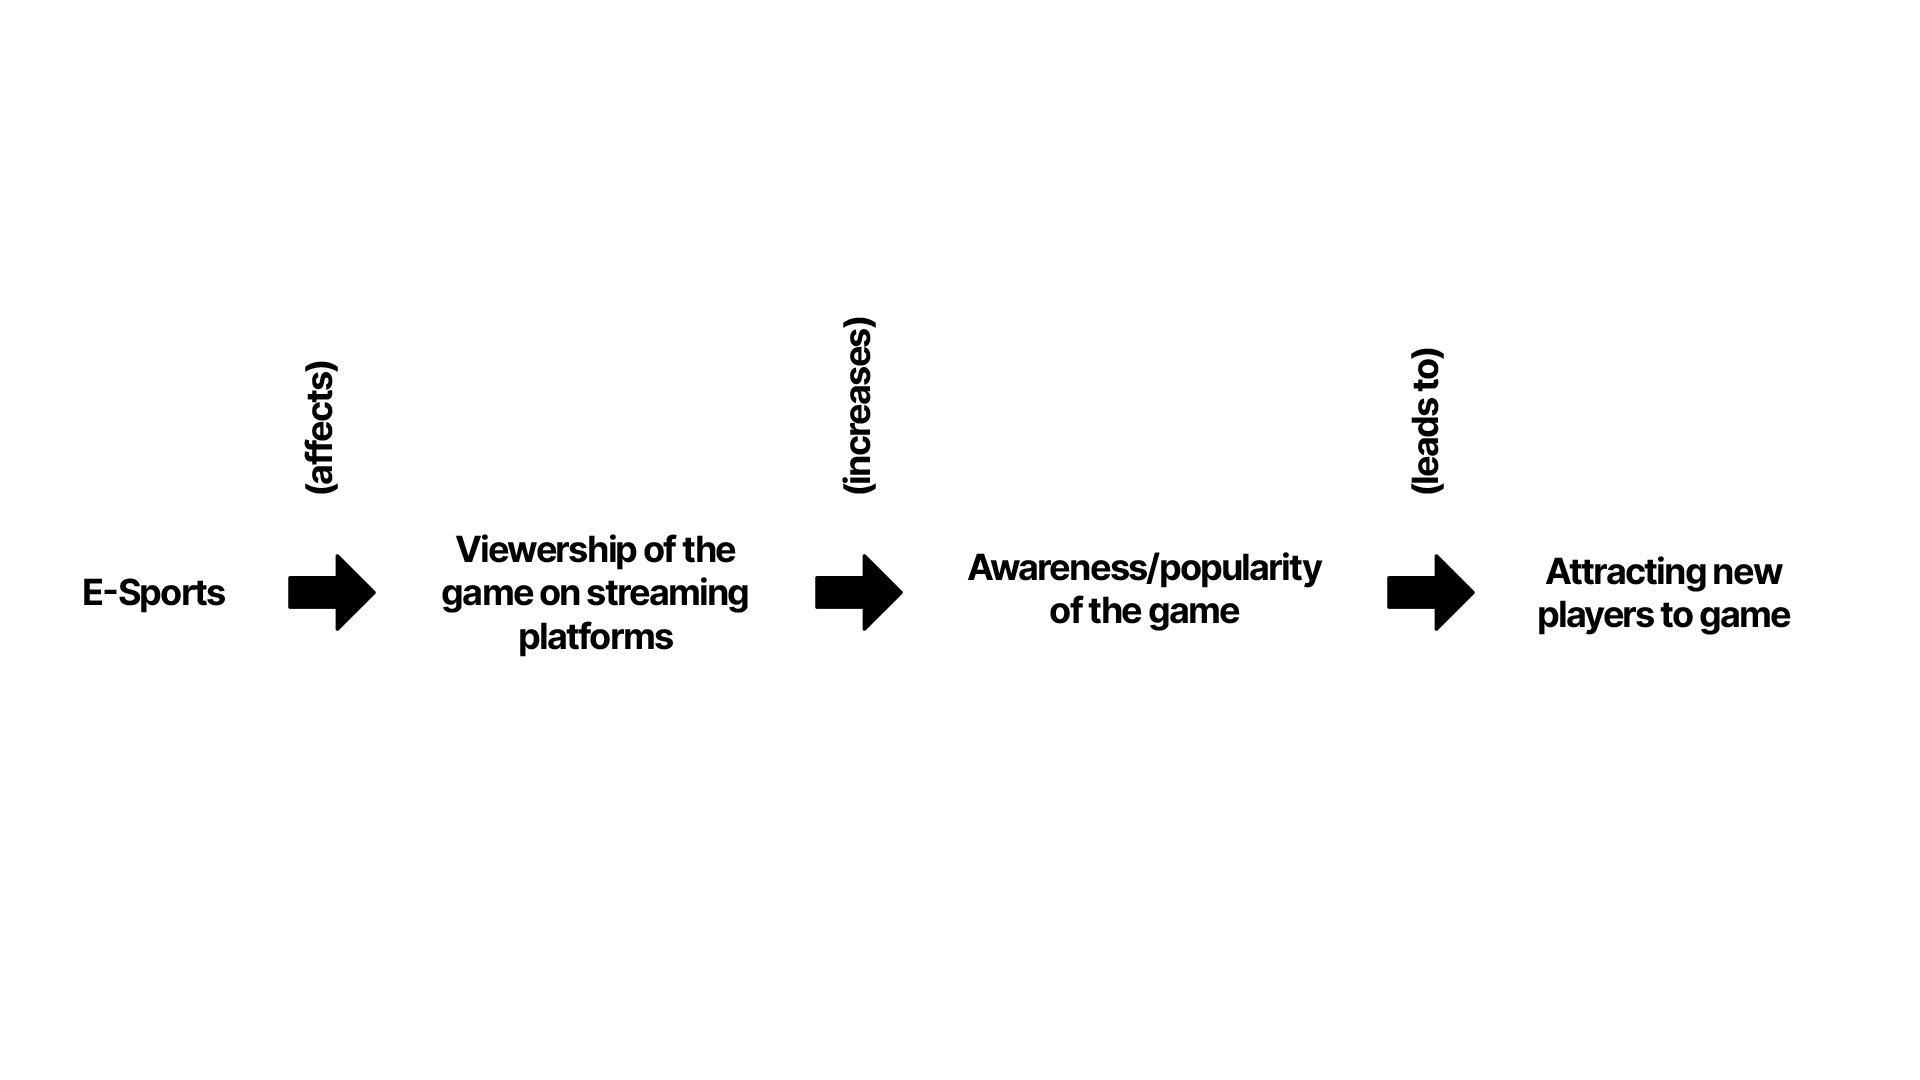 E-Sports
(affects)
Viewership of the
game on streaming
platforms
(increases)
Awareness/popularity
of the game
(leads to)
Attracting new
players to game